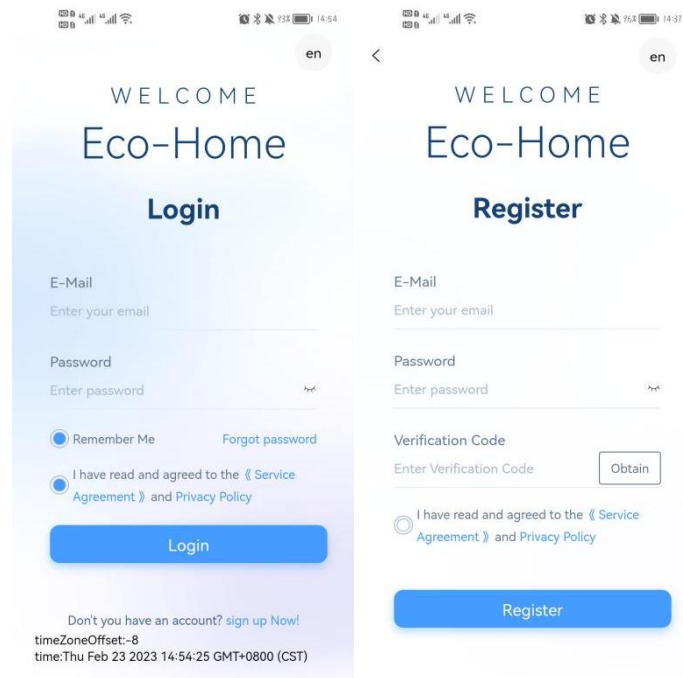 93% 14:54
en
WELCOME
Eco-Home
Login
E-Mail
Enter your email
Password
Enter password
Remember Me Forgot password
I have read and agreed to the 《 Service
Agreement 》 and Privacy Policy
Login
Don't you have an account? sign up Now!
timeZoneOffset:-8
time:Thu Feb 23 2023 14:54:25 GMT+0800 (CST)
96% 14:37
en
WELCOME
Eco-Home
Register
E-Mail
Enter your email
Password
Enter password
Verification Code
Enter Verification Code Obtain
I have read and agreed to the 《 Service
Agreement 》 and Privacy Policy
Register